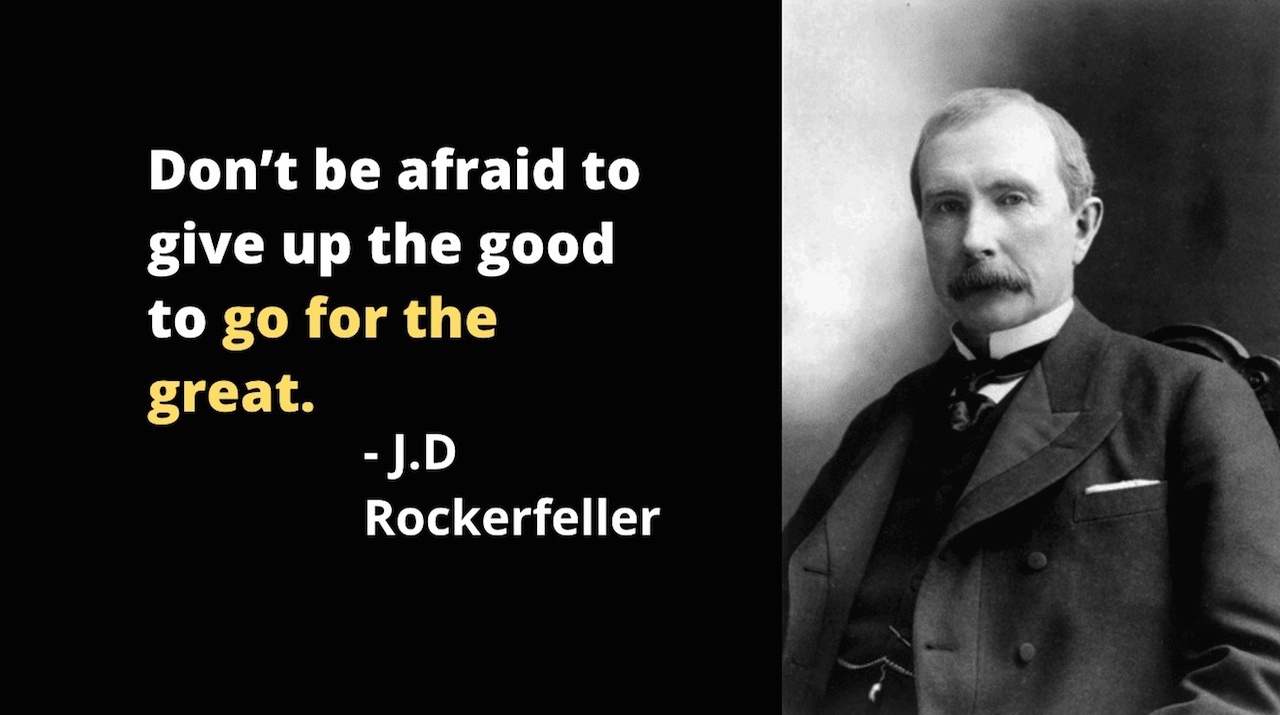 Don’t be afraid to
give up the good
to go for the
great.
- J.D
Rockerfeller